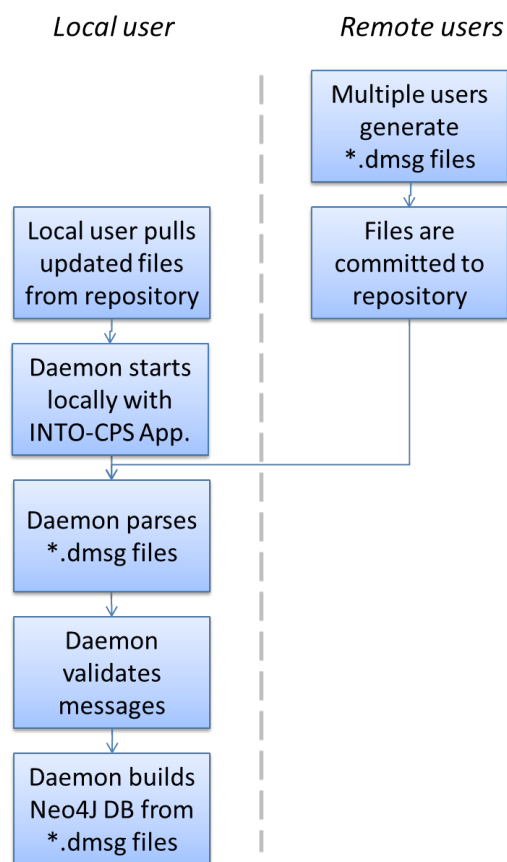 Local user
Remote users
Multiple users
generate
*.dmsg files
Local user pulls
updated files
from repository
Files are
committed to
repository
Daemon starts
locally with
INTO-CPS App.
Daemon parses
*.dmsg files
Daemon
validates
messages
Daemon builds
Neo4J DB from
*.dmsg files